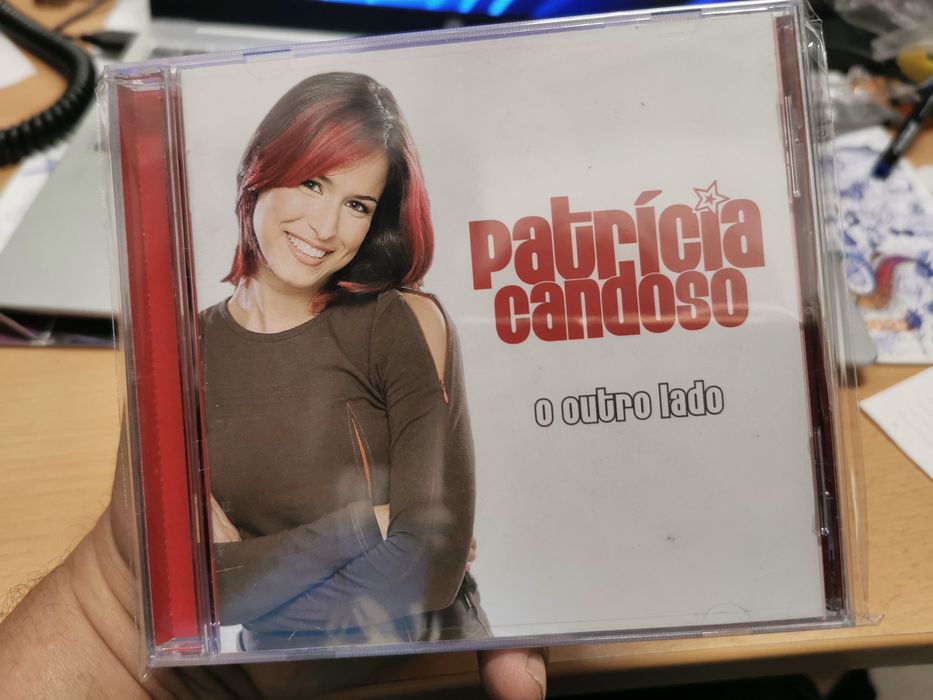 patrícia
candoso
o outro lado